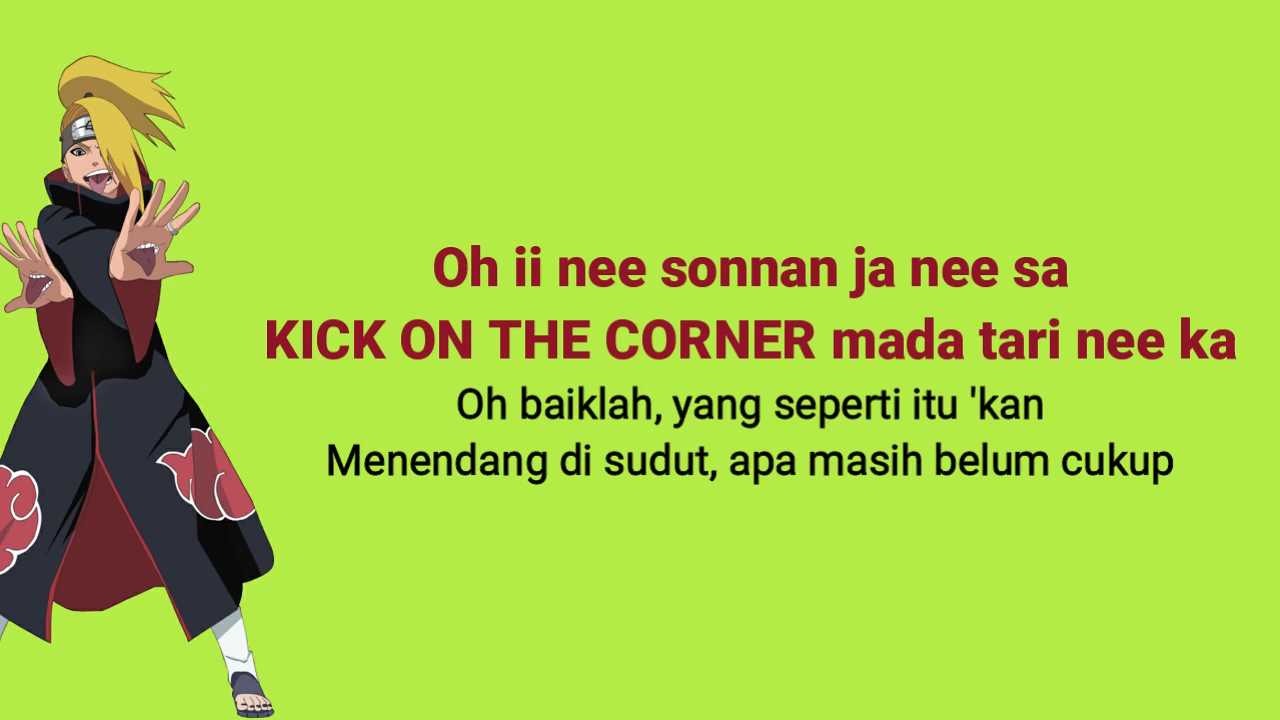 Oh ii nee sonnan ja nee sa
KICK ON THE CORNER mada tari nee ka
Oh baiklah, yang seperti itu 'kan
Menendang di sudut, apa masih belum cukup